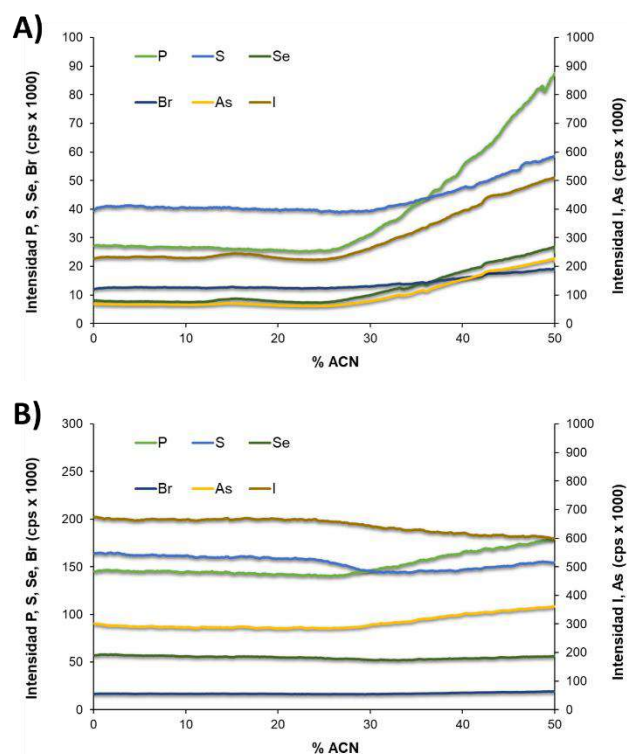 A)
P S Se
Br As I
Intensidad P, S, Se, Br (cps x 1000)
100
90
80
70
60
50
40
30
20
10
0
1000
900
800
700
600
500
400
300
200
100
0
Intensidad I, As (cps x 1000)
0 10 20 30 40 50
% ACN
B)
P S Se
Br As I
Intensidad P, S, Se, Br (cps x 1000)
300
250
200
150
100
50
0
1000
900
800
700
600
500
400
300
200
100
0
Intensidad I, As (cps x 1000)
0 10 20 30 40 50
% ACN